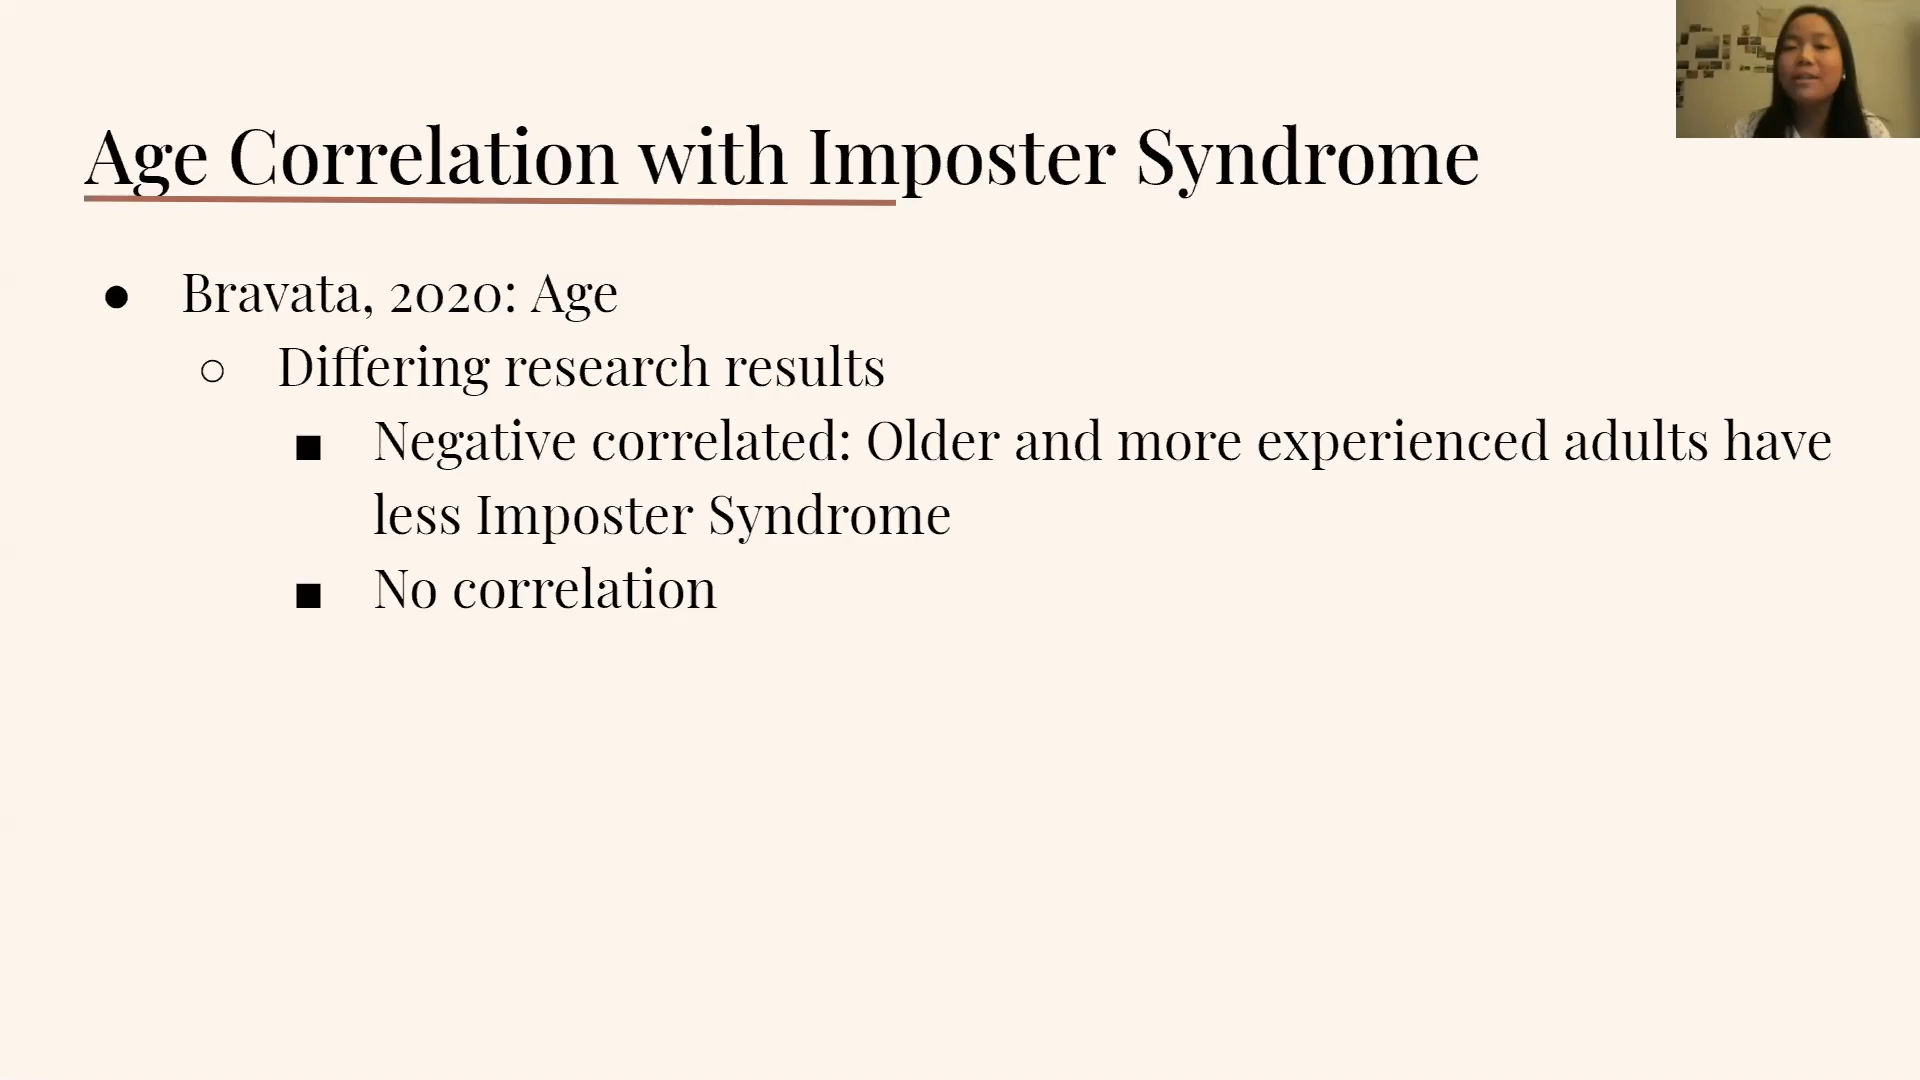 Age Correlation with Imposter Syndrome
● Bravata, 2020: Age
○ Differing research results
■ Negative correlated: Older and more experienced adults have
less Imposter Syndrome
■ No correlation